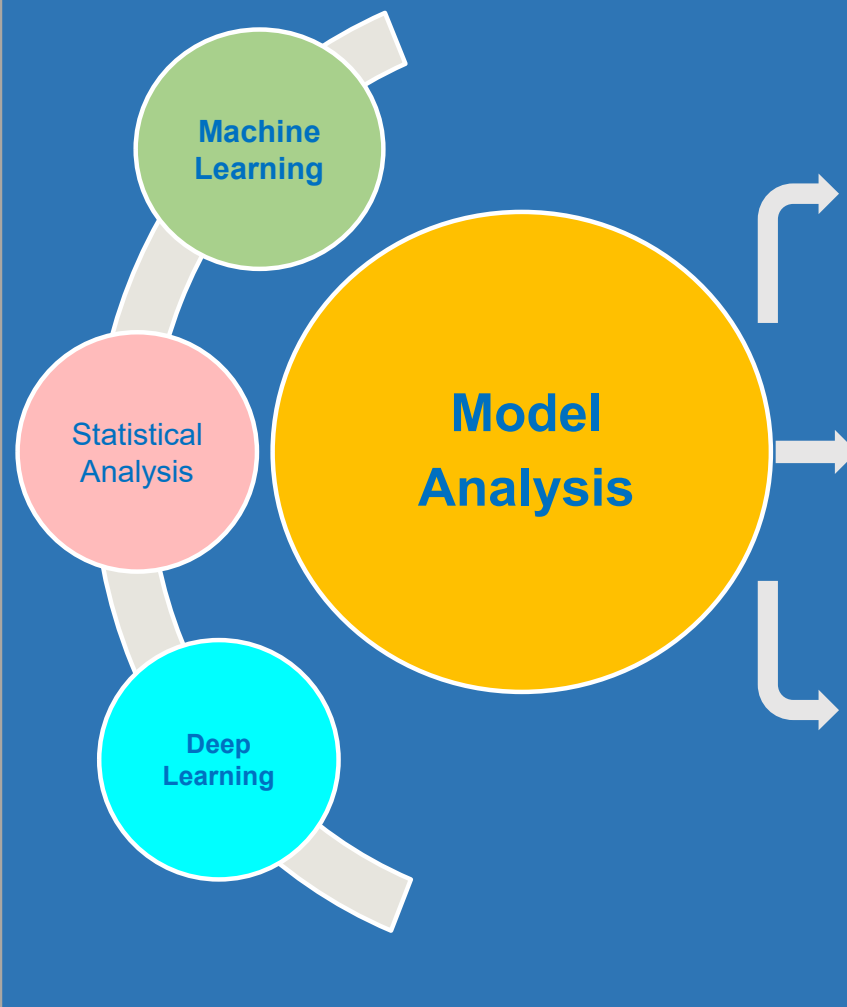 Machine
Learning
Model
Analysis
Statistical
Analysis
Deep
Learning